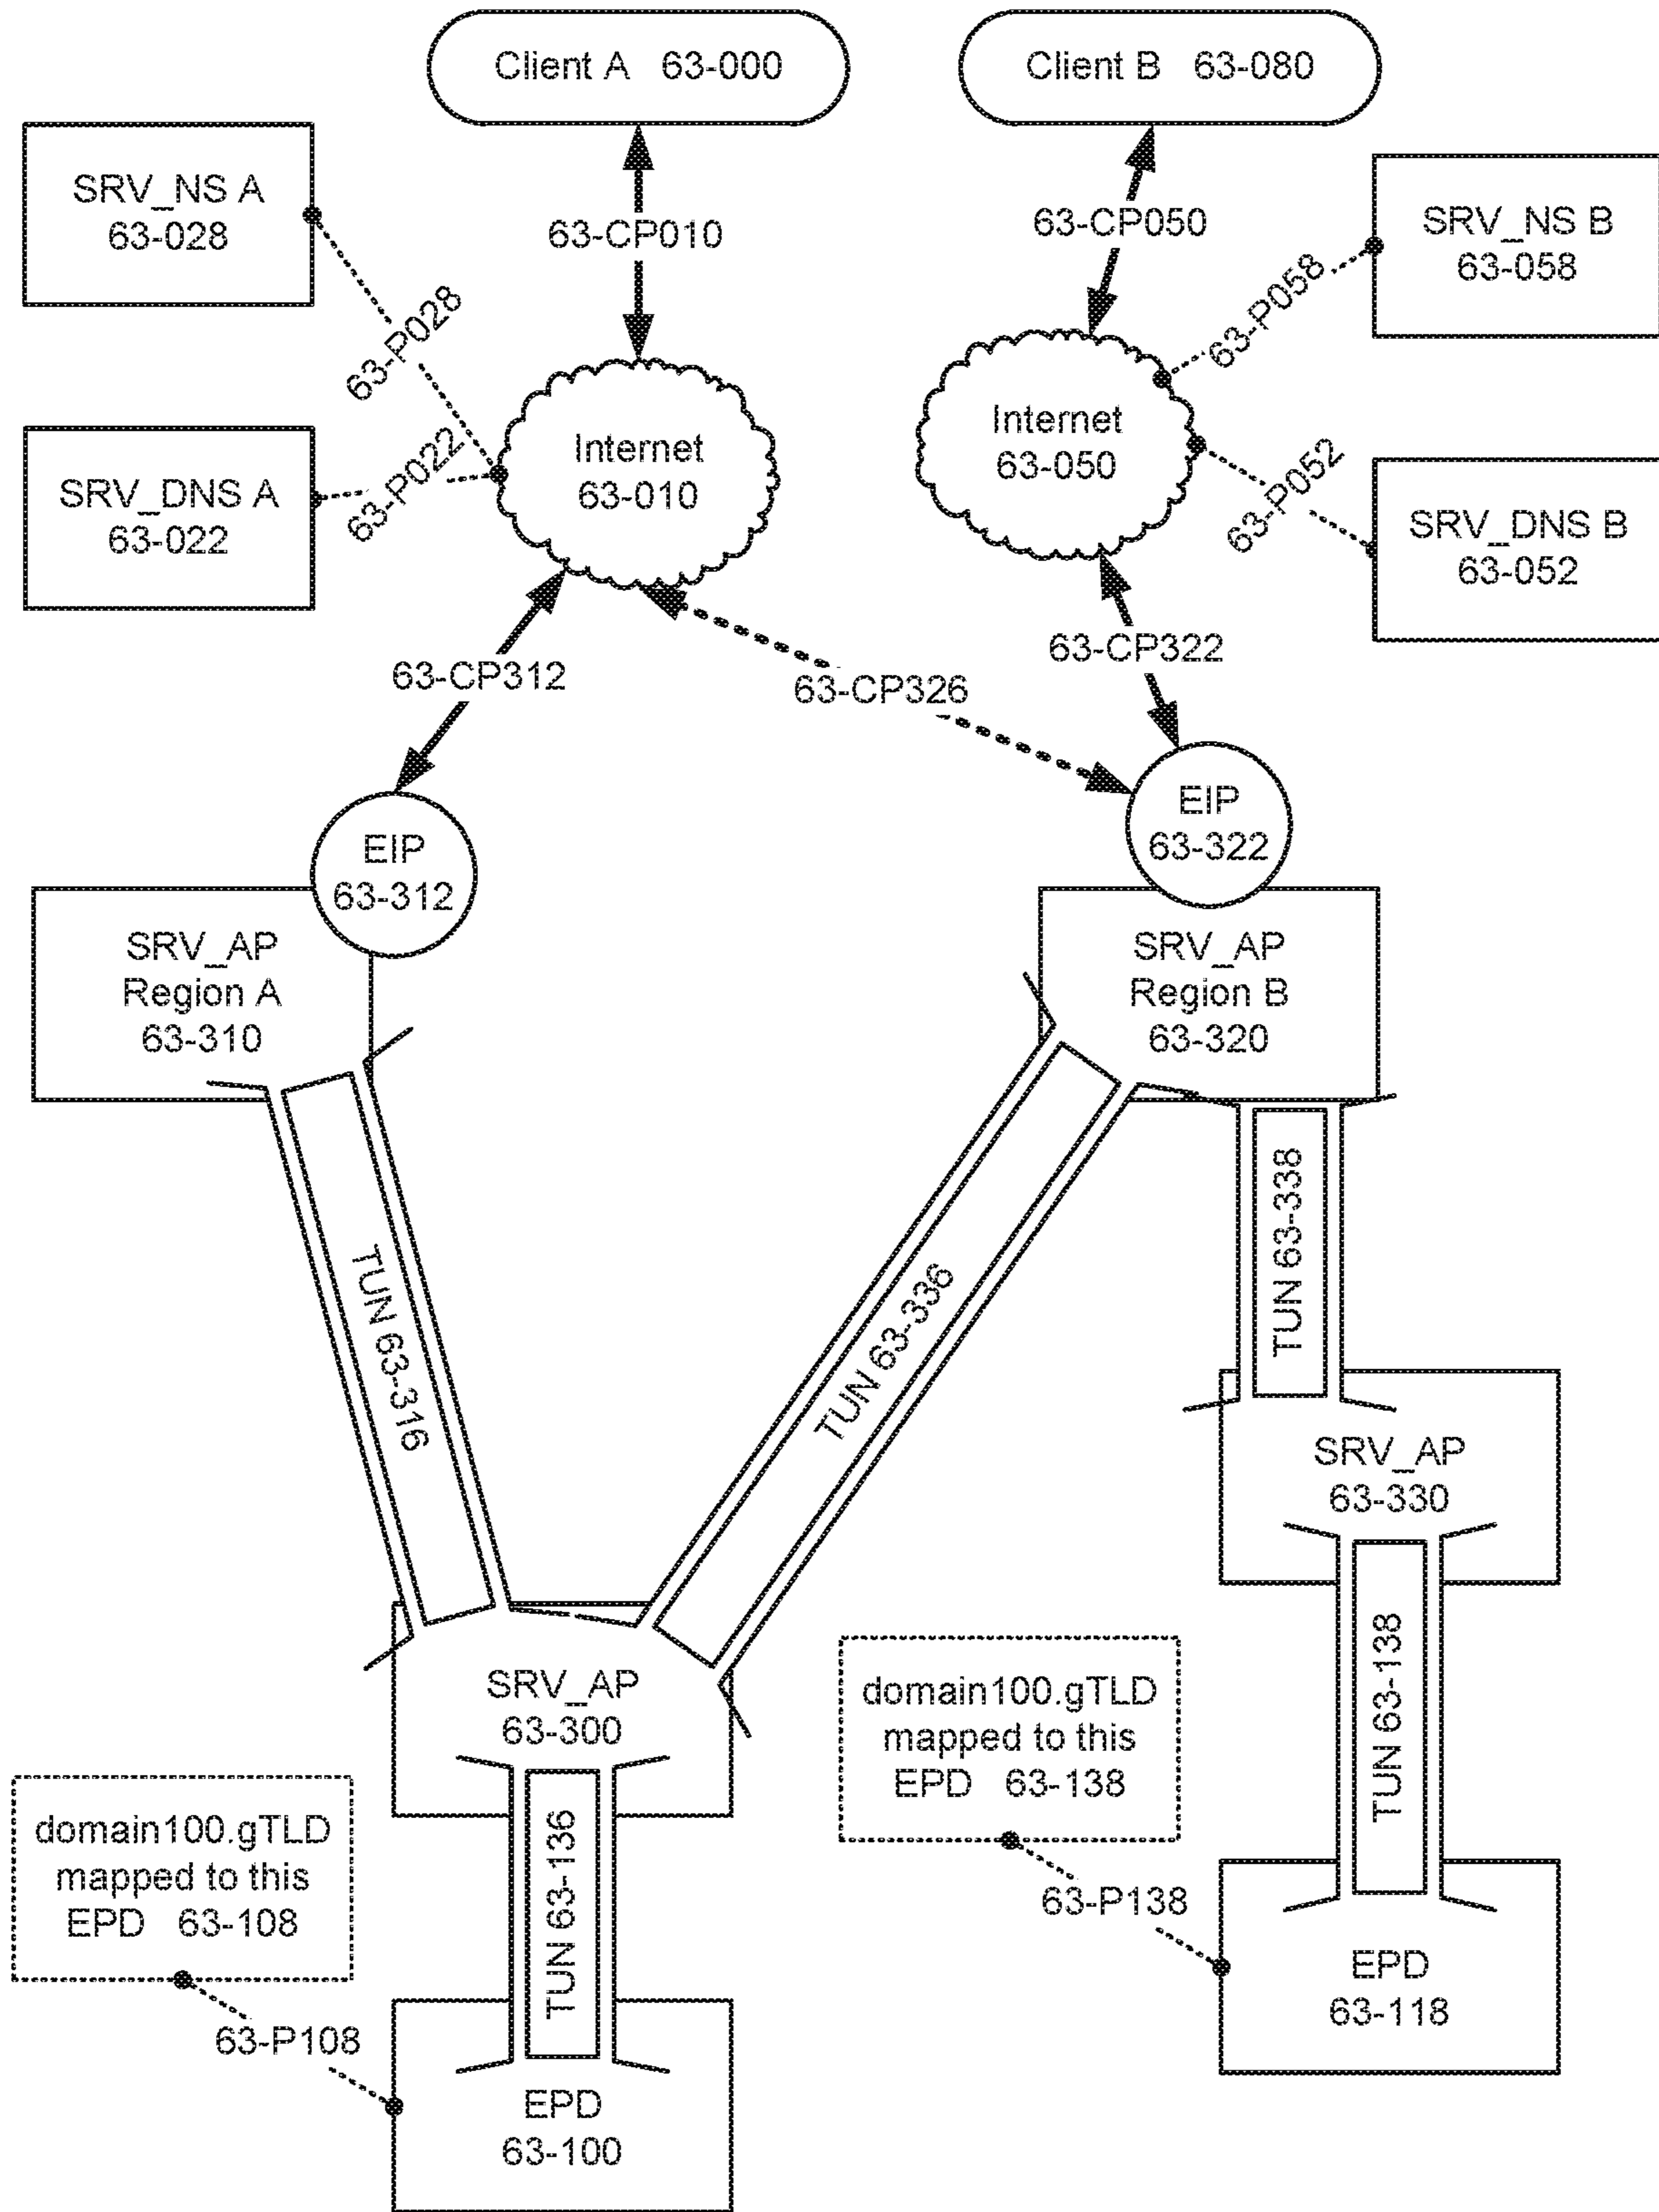 Client A 63-000
Client B 63-080
SRV_NS A
63-028
63-CP010
63-CP050
SRV_NS B
63-058
63-P028
63-P058
SRV_DNS A
63-022
63-P022
Internet
63-010
Internet
63-050
63-P052
SRV_DNS B
63-052
63-CP312
63-CP326
63-CP322
EIP
63-312
EIP
63-322
SRV_AP
Region A
63-310
SRV_AP
Region B
63-320
TUN 63-316
TUN 63-336
TUN 63-338
SRV_AP
63-330
SRV_AP
63-300
domain100.gTLD
mapped to this
EPD 63-138
TUN 63-138
domain100.gTLD
mapped to this
EPD 63-108
TUN 63-136
63-P138
EPD
63-118
63-P108
EPD
63-100